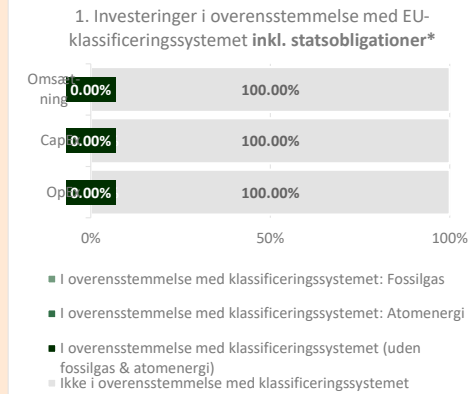 1. Investeringer i overensstemmelse med EU-
klassificeringssystemet inkl. statsobligationer*
Omsæt-
ning
0.00%
100.00%
CapEx
0.00%
100.00%
OpEx
0.00%
100.00%
0%
50%
100%
I overensstemmelse med klassificeringssystemet: Fossilgas
I overensstemmelse med klassificeringssystemet: Atomenergi
I overensstemmelse med klassificeringssystemet (uden
fossilgas & atomenergi)
Ikke i overensstemmelse med klassificeringssystemet